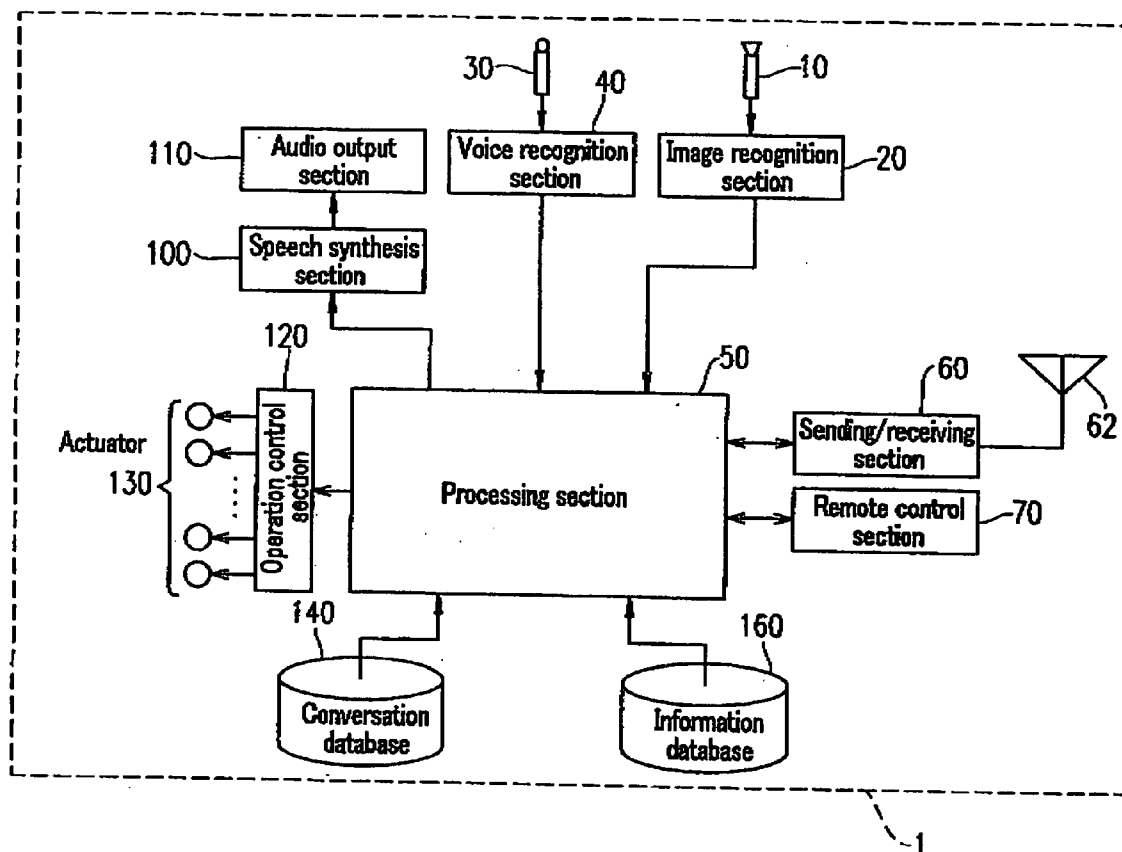 30
10
40
110
Audio output
section
Voice recognition
section
Image recognition
section
20
100
Speech synthesis
section
120
50
60
62
Actuator
130
Operation control
section
Processing section
Sending/receiving
section
Remote control
section
70
140
160
Conversation
database
Information
database
1